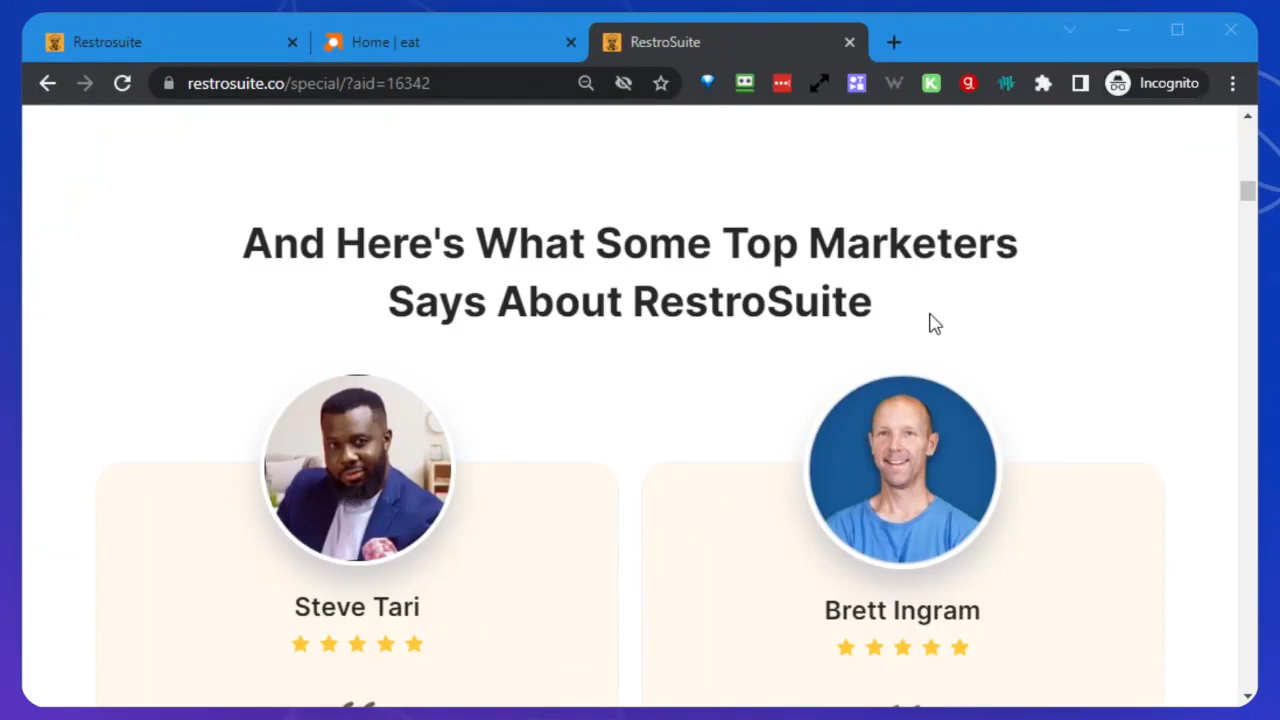 Restrosuite
Home | eat
RestroSuite
restrosuite.co/special/?aid=16342
Incognito
And Here's What Some Top Marketers
Says About RestroSuite
Steve Tari
Brett Ingram